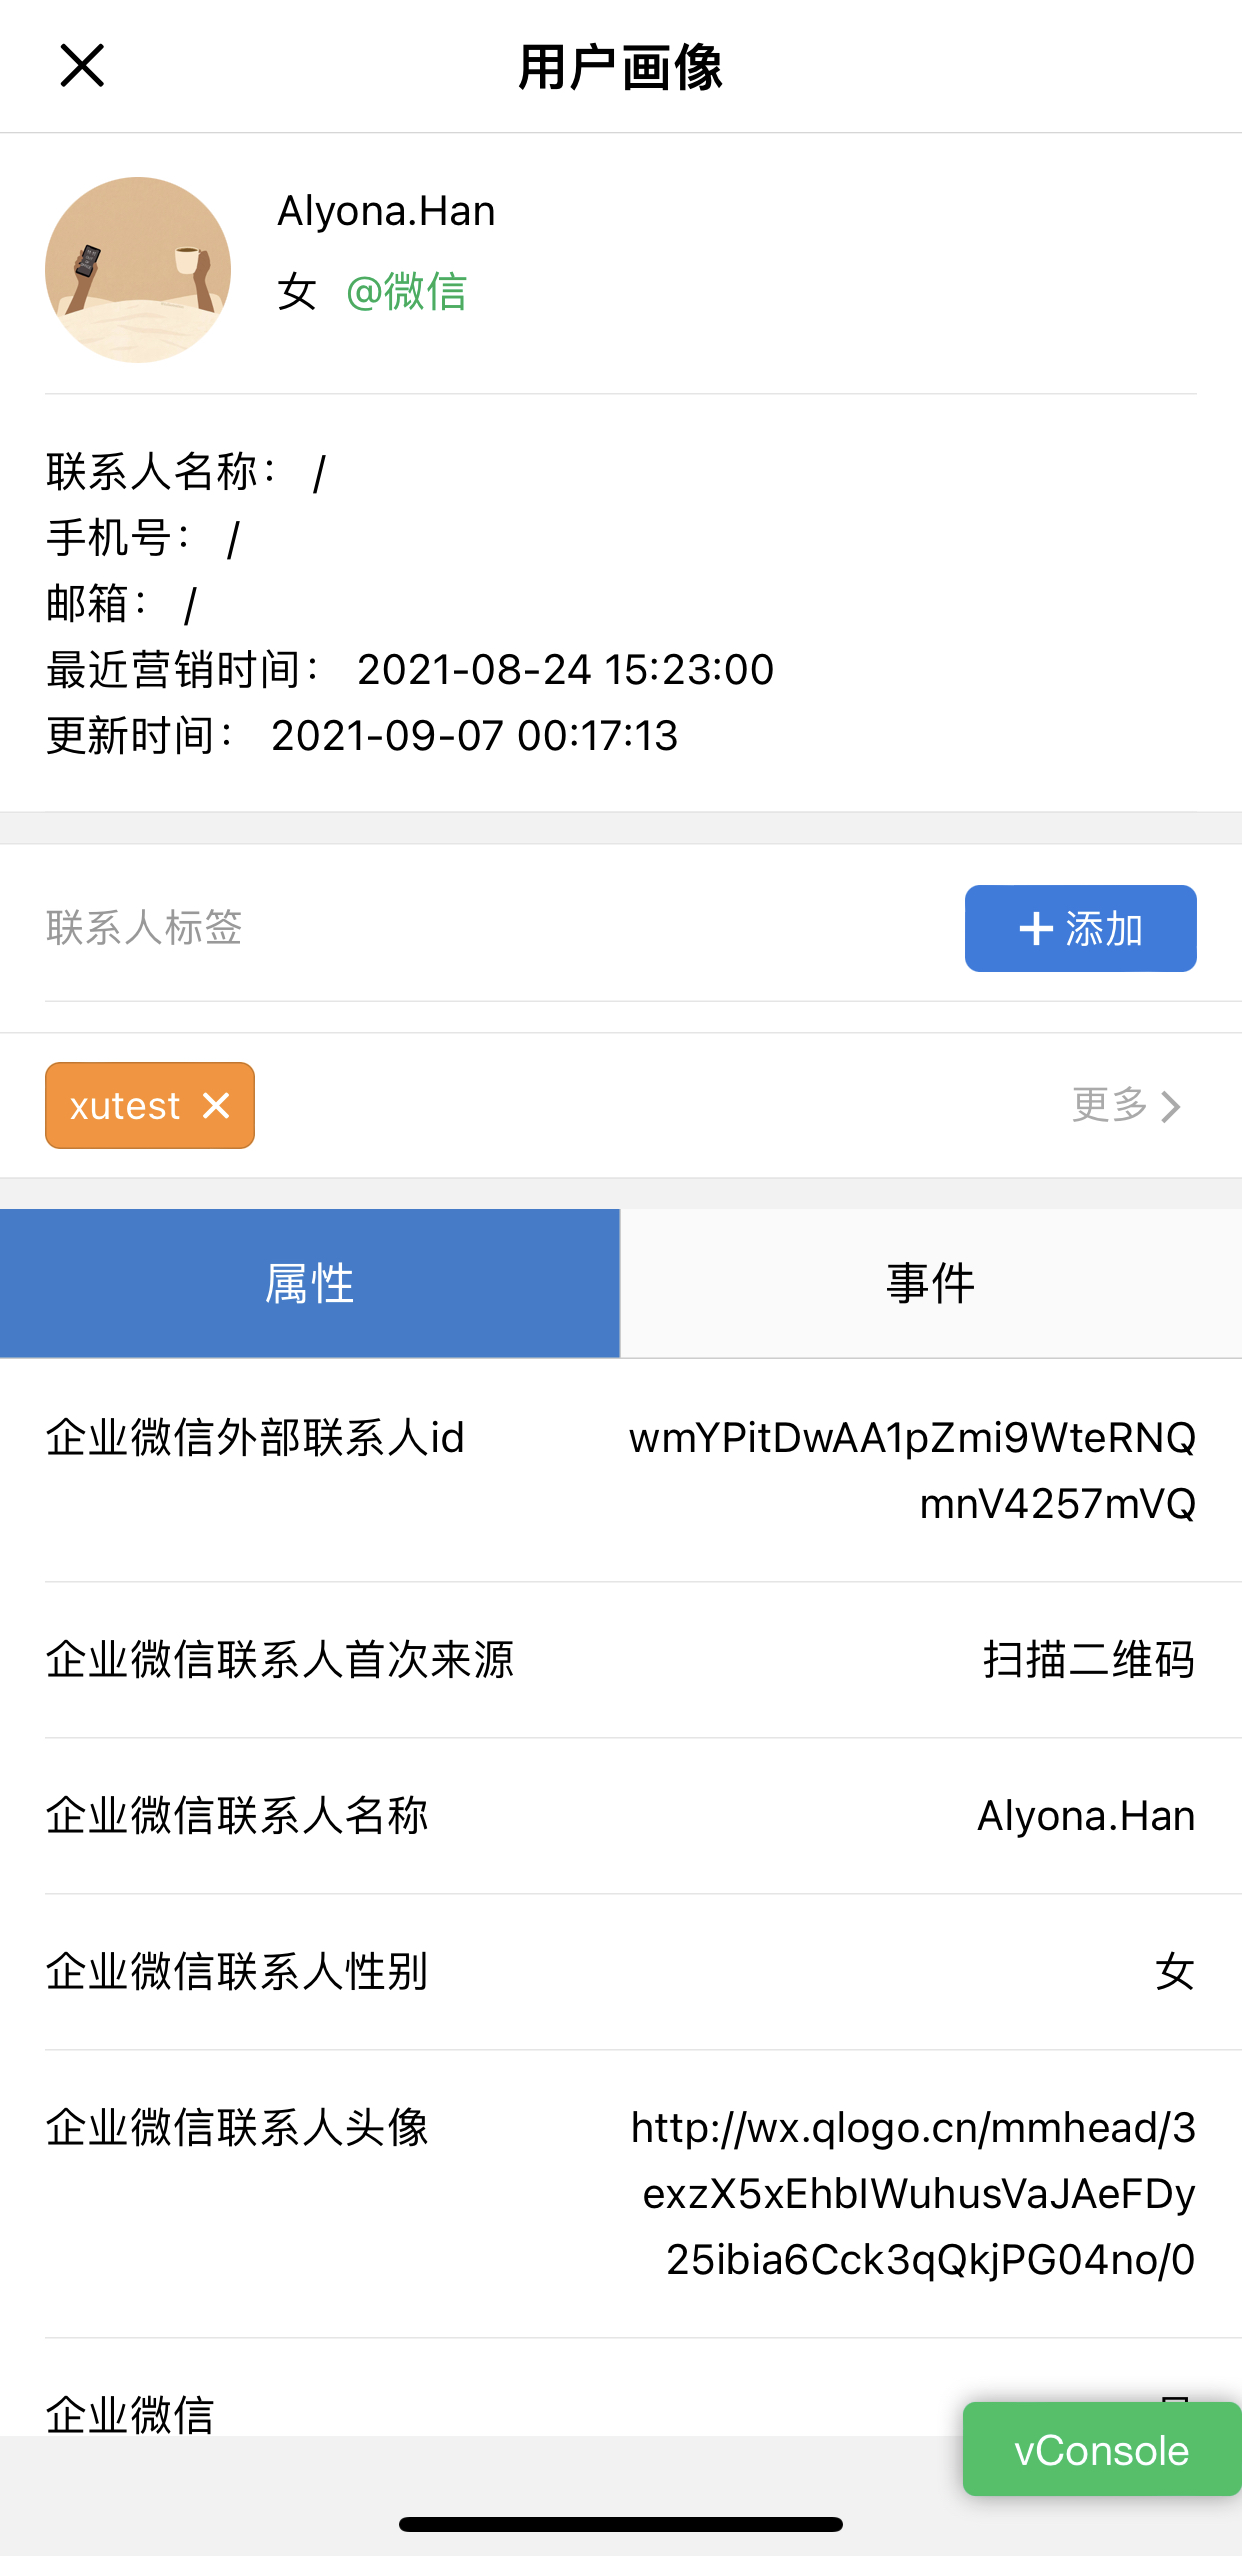 用户画像
Alyona.Han
女 @微信
联系人名称： /
手机号： /
邮箱： /
最近营销时间： 2021-08-24 15:23:00
更新时间： 2021-09-07 00:17:13
联系人标签
添加
xutest
更多
属性
事件
企业微信外部联系人id
wmYPitDwAA1pZmi9WteRNQ
mnV4257mVQ
企业微信联系人首次来源
扫描二维码
企业微信联系人名称
Alyona.Han
企业微信联系人性别
女
企业微信联系人头像
http://wx.qlogo.cn/mmhead/3
exzX5xEhbIWuhusVaJAeFDy
25ibia6Cck3qQkjPG04no/0
企业微信
vConsole